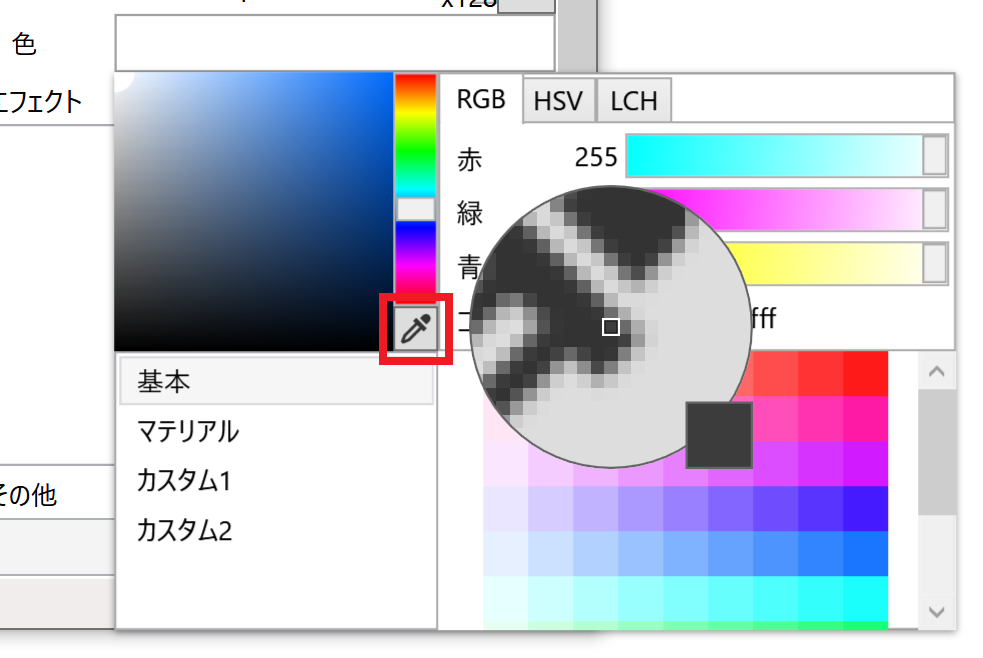 色
エフェクト
RGB HSV LCH
赤 255
緑
青
fff
基本
マテリアル
カスタム1
カスタム2
その他